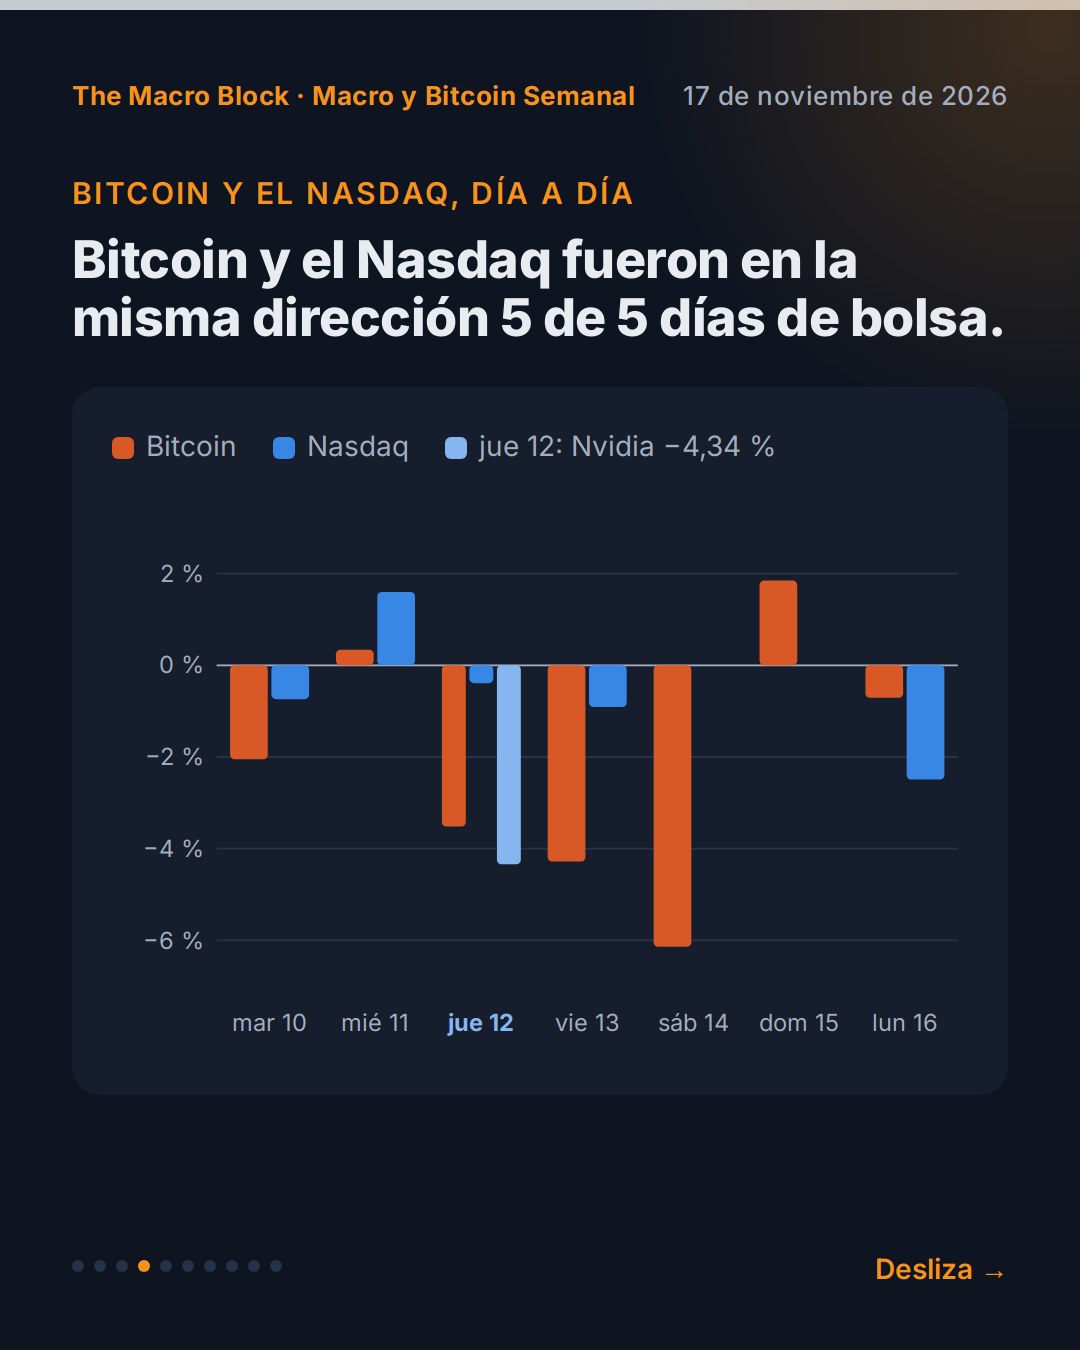 The Macro Block · Macro y Bitcoin Semanal
17 de noviembre de 2026
BITCOIN Y EL NASDAQ, DÍA A DÍA
Bitcoin y el Nasdaq fueron en la
misma dirección 5 de 5 días de bolsa.
Bitcoin
Nasdaq
jue 12: Nvidia −4,34 %
2 %
0 %
−2 %
−4 %
−6 %
mar 10
mié 11
jue 12
vie 13
sáb 14
dom 15
lun 16
Desliza →